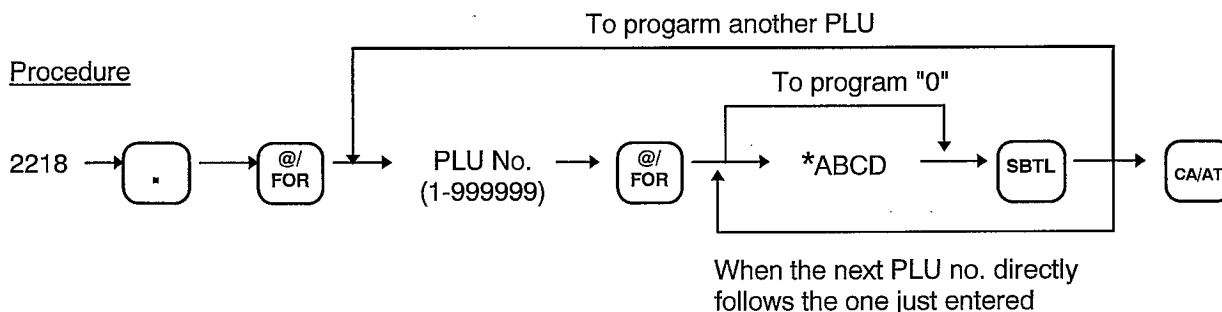 To progarm another PLU
Procedure
To program "0"
2218
.
@/
FOR
PLU No.
(1-999999)
@/
FOR
*ABCD
SBTL
CA/AT
When the next PLU no. directly
follows the one just entered